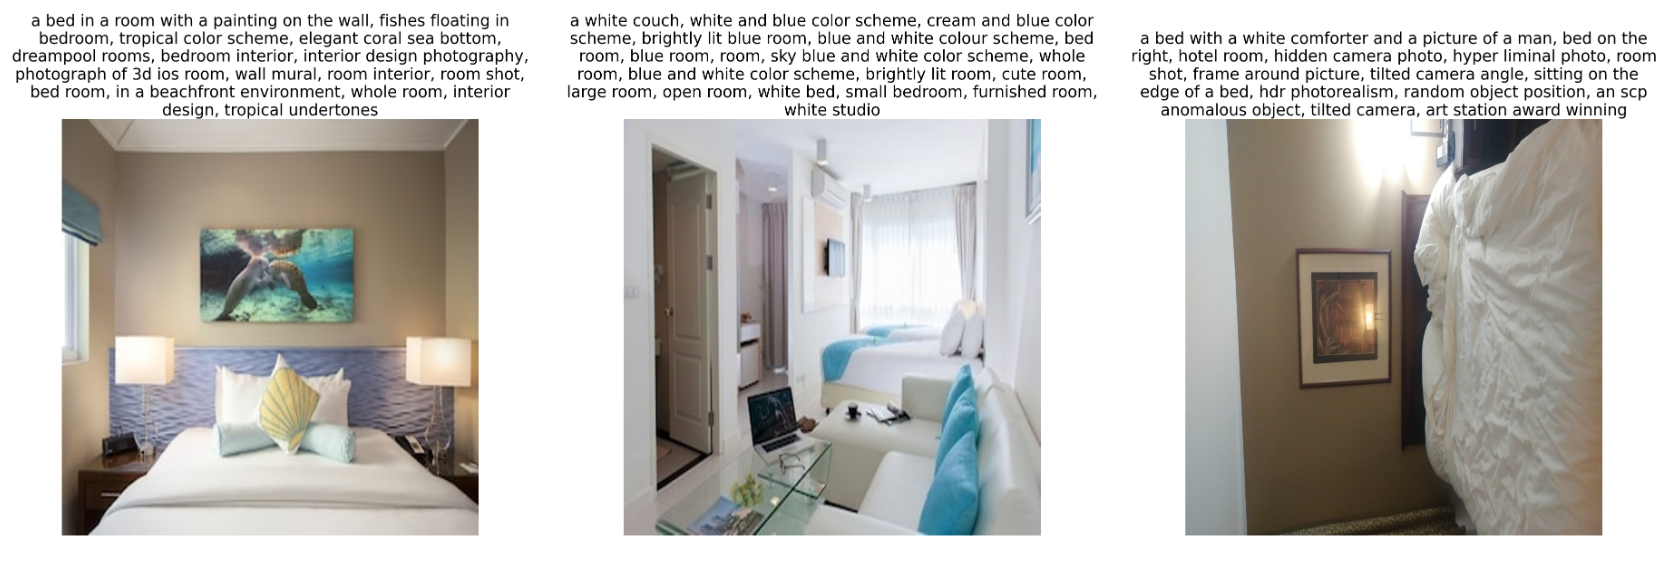 a bed in a room with a painting on the wall, fishes floating in
bedroom, tropical color scheme, elegant coral sea bottom,
dreampool rooms, bedroom interior, interior design photography,
photograph of 3d ios room, wall mural, room interior, room shot,
bed room, in a beachfront environment, whole room, interior
design, tropical undertones
a white couch, white and blue color scheme, cream and blue color
scheme, brightly lit blue room, blue and white colour scheme, bed
room, blue room, room, sky blue and white color scheme, whole
room, blue and white color scheme, brightly lit room, cute room,
large room, open room, white bed, small bedroom, furnished room,
white studio
a bed with a white comforter and a picture of a man, bed on the
right, hotel room, hidden camera photo, hyper liminal photo, room
shot, frame around picture, tilted camera angle, sitting on the
edge of a bed, hdr photorealism, random object position, an scp
anomalous object, tilted camera, art station award winning